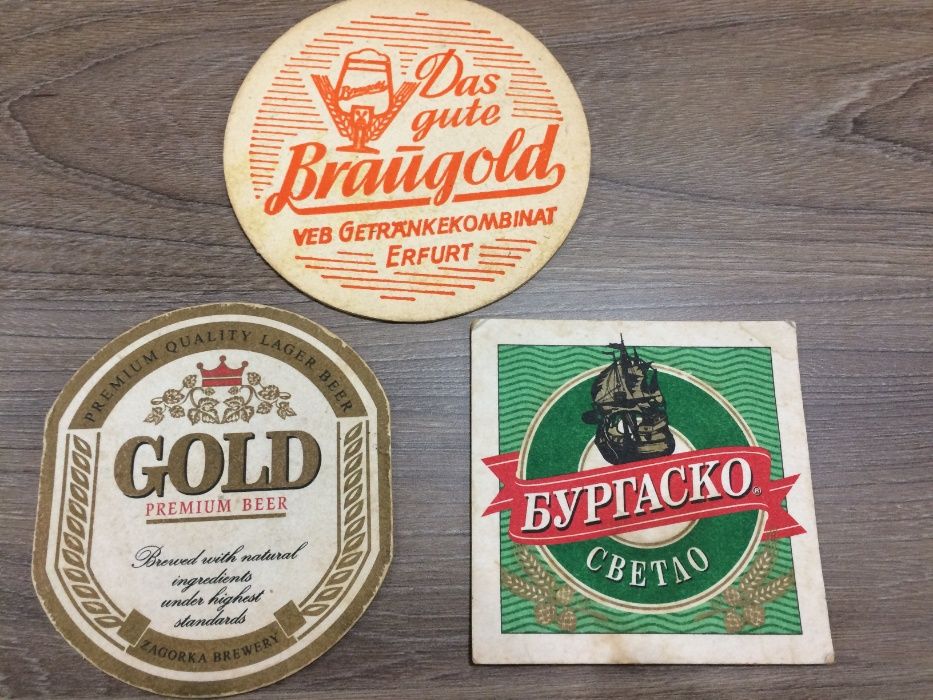 Braugold
Das
gute
Braugold
VEB GETRÄNKEKOMBINAT
ERFURT
PREMIUM QUALITY LAGER BEER
GOLD
PREMIUM BEER
Brewed with natural
ingredients
under highest
standards
ZAGORKA BREWERY
БУРГАСКО®
СВЕТЛО